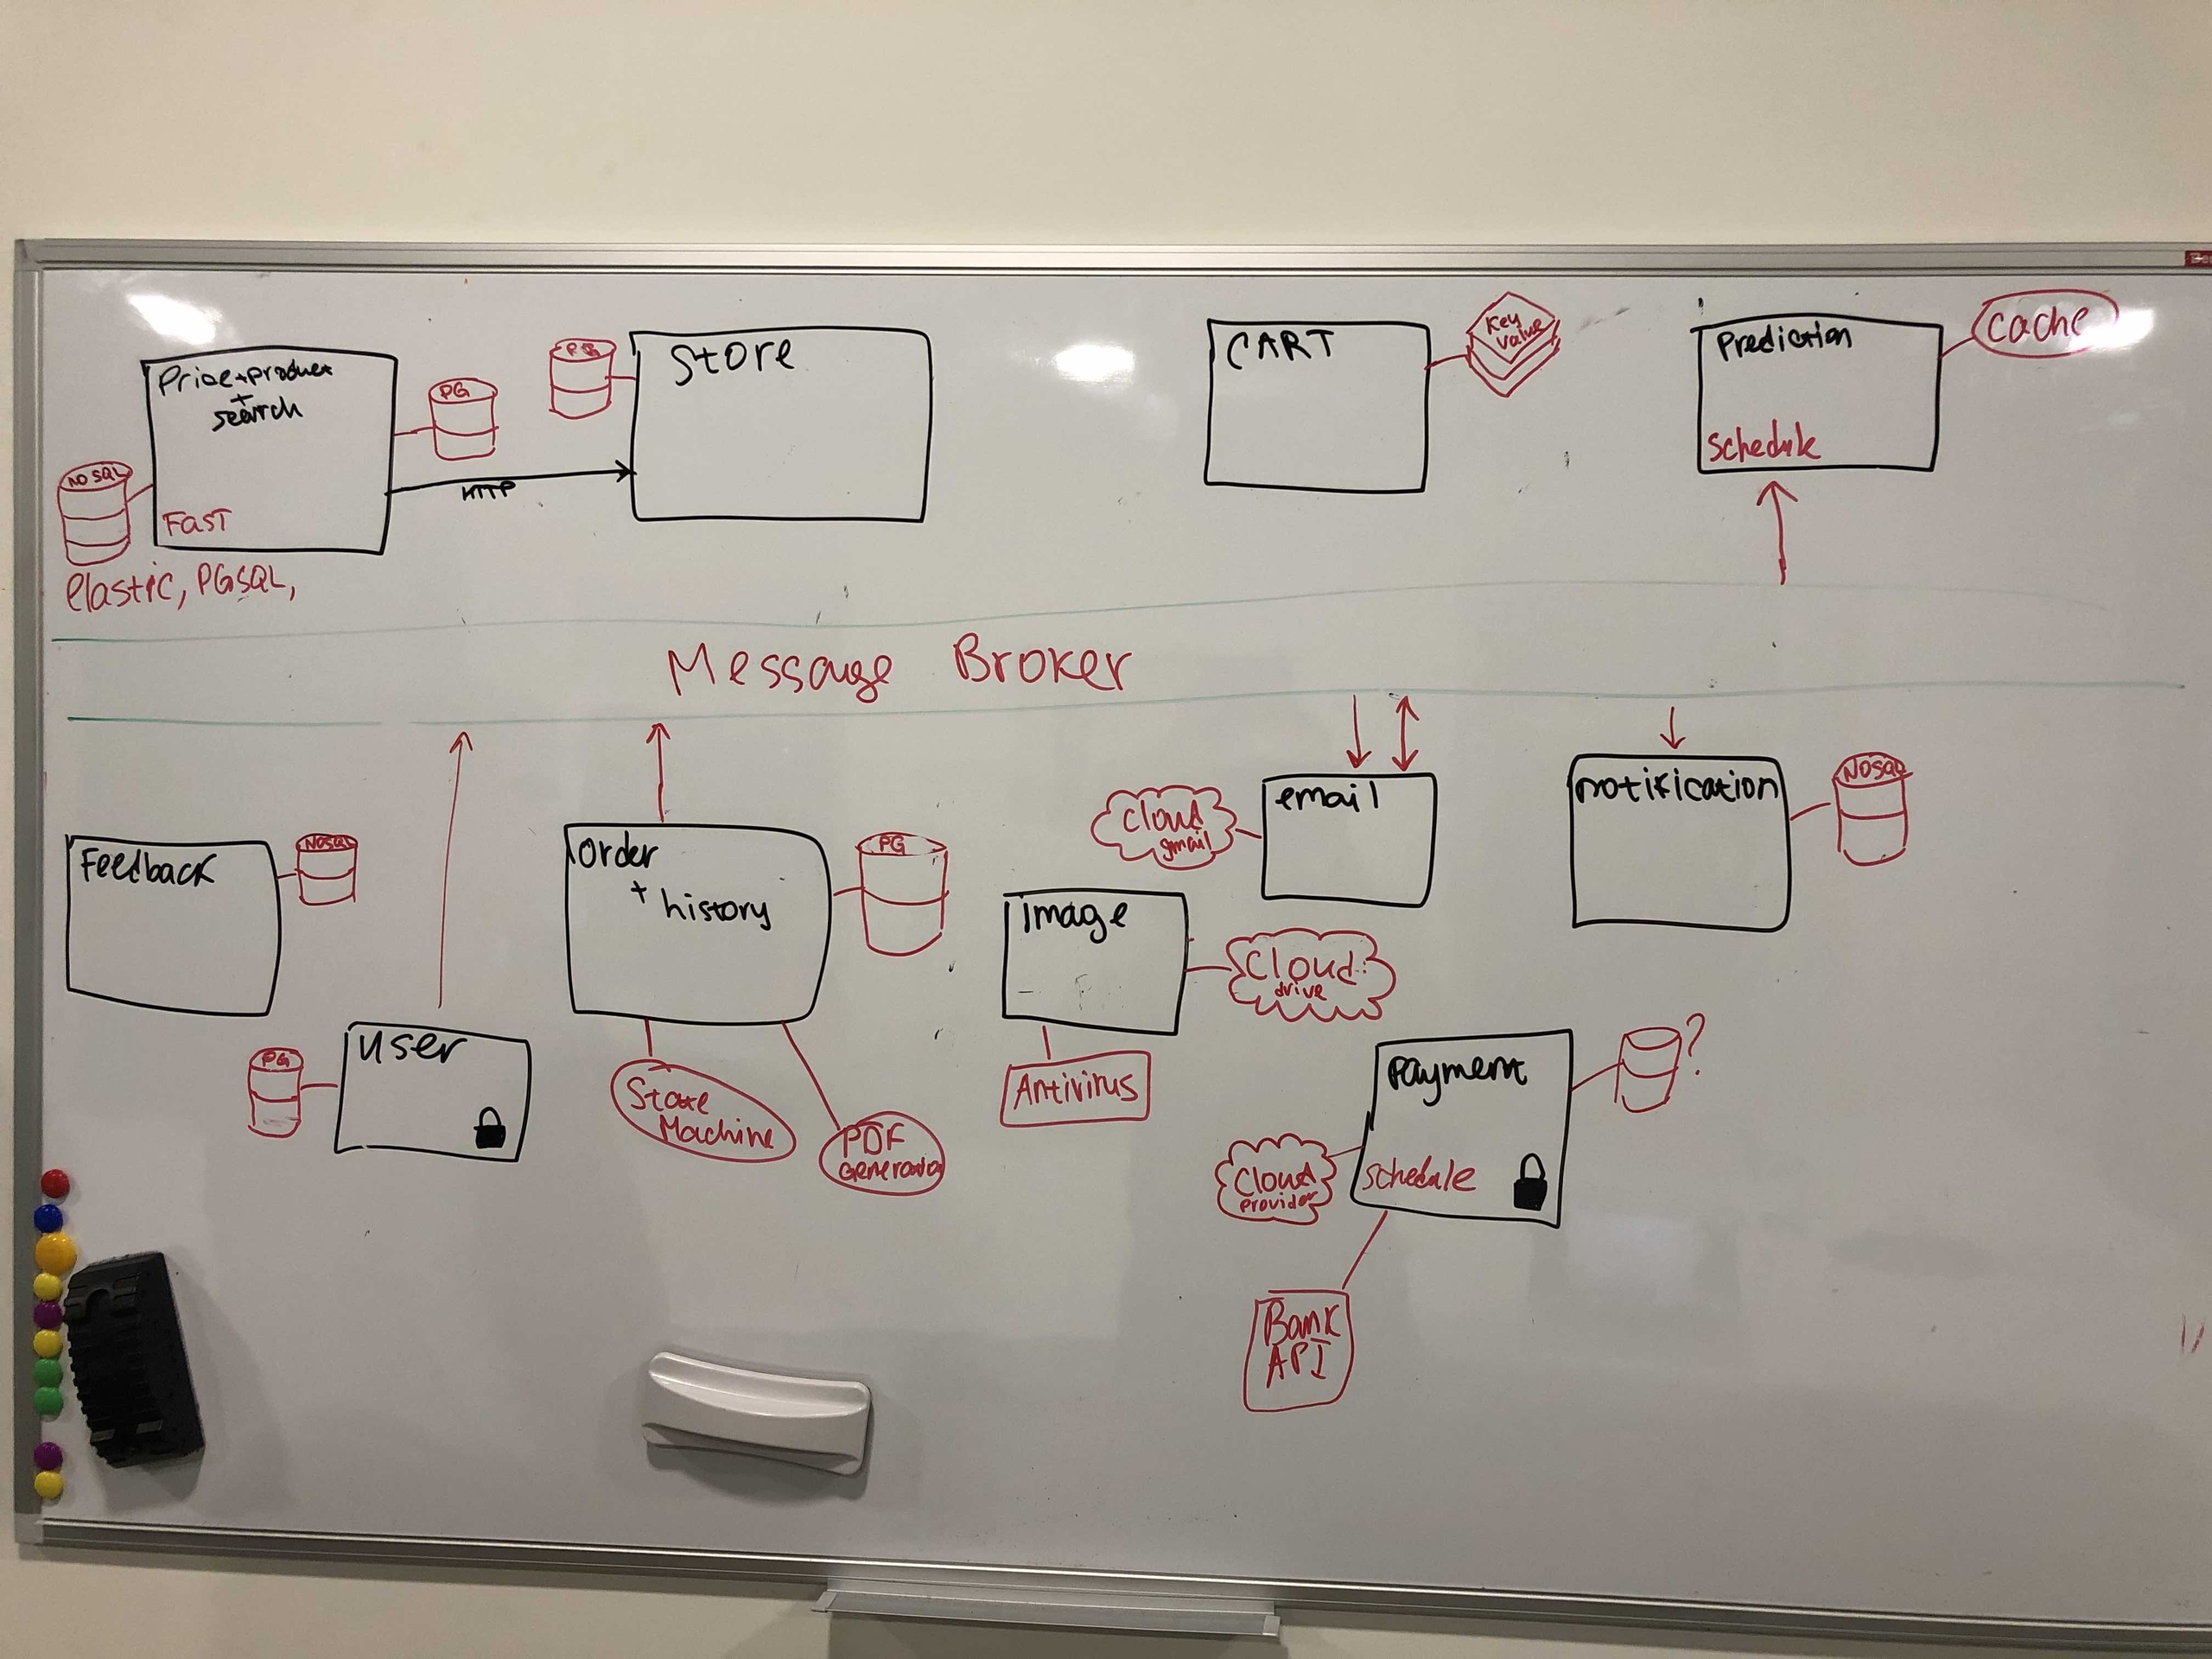 Price+product
+
search
FAST
NO SQL
elastic, PGSQL,
PG
HTTP
PG
Store
CART
Key
Value
Prediction
schedule
cache
Message Broker
Feedback
NoSQL
user
PG
Order
+ history
PG
State
Machine
PDF
Generation
email
cloud
gmail
image
cloud
drive
Antivirus
notification
NOSQL
Payment
schedule
?
Cloud
provider
Bank
API